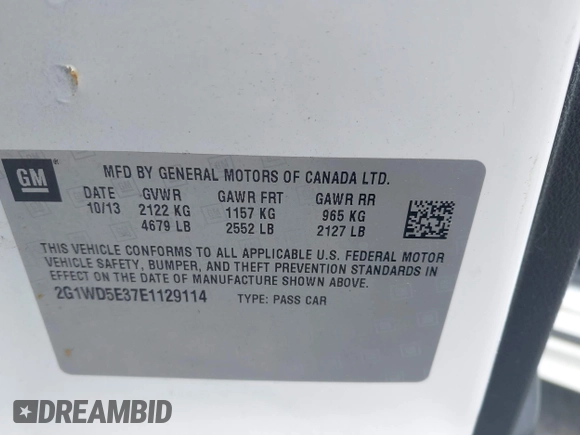 GM
MFD BY GENERAL MOTORS OF CANADA LTD.
DATE GVWR GAWR FRT GAWR RR
10/13 2122 KG 1157 KG 965 KG
4679 LB 2552 LB 2127 LB
THIS VEHICLE CONFORMS TO ALL APPLICABLE U.S. FEDERAL MOTOR
VEHICLE SAFETY, BUMPER, AND THEFT PREVENTION STANDARDS IN
EFFECT ON THE DATE OF MANUFACTURE SHOWN ABOVE.
2G1WD5E37E1129114 TYPE: PASS CAR
DREAMBID